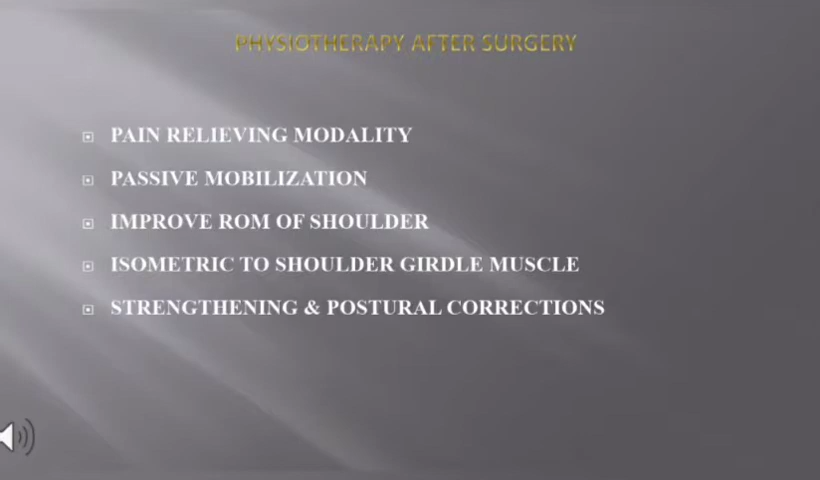 PHYSIOTHERAPY AFTER SURGERY
PAIN RELIEVING MODALITY
PASSIVE MOBILIZATION
IMPROVE ROM OF SHOULDER
ISOMETRIC TO SHOULDER GIRDLE MUSCLE
STRENGTHENING & POSTURAL CORRECTIONS